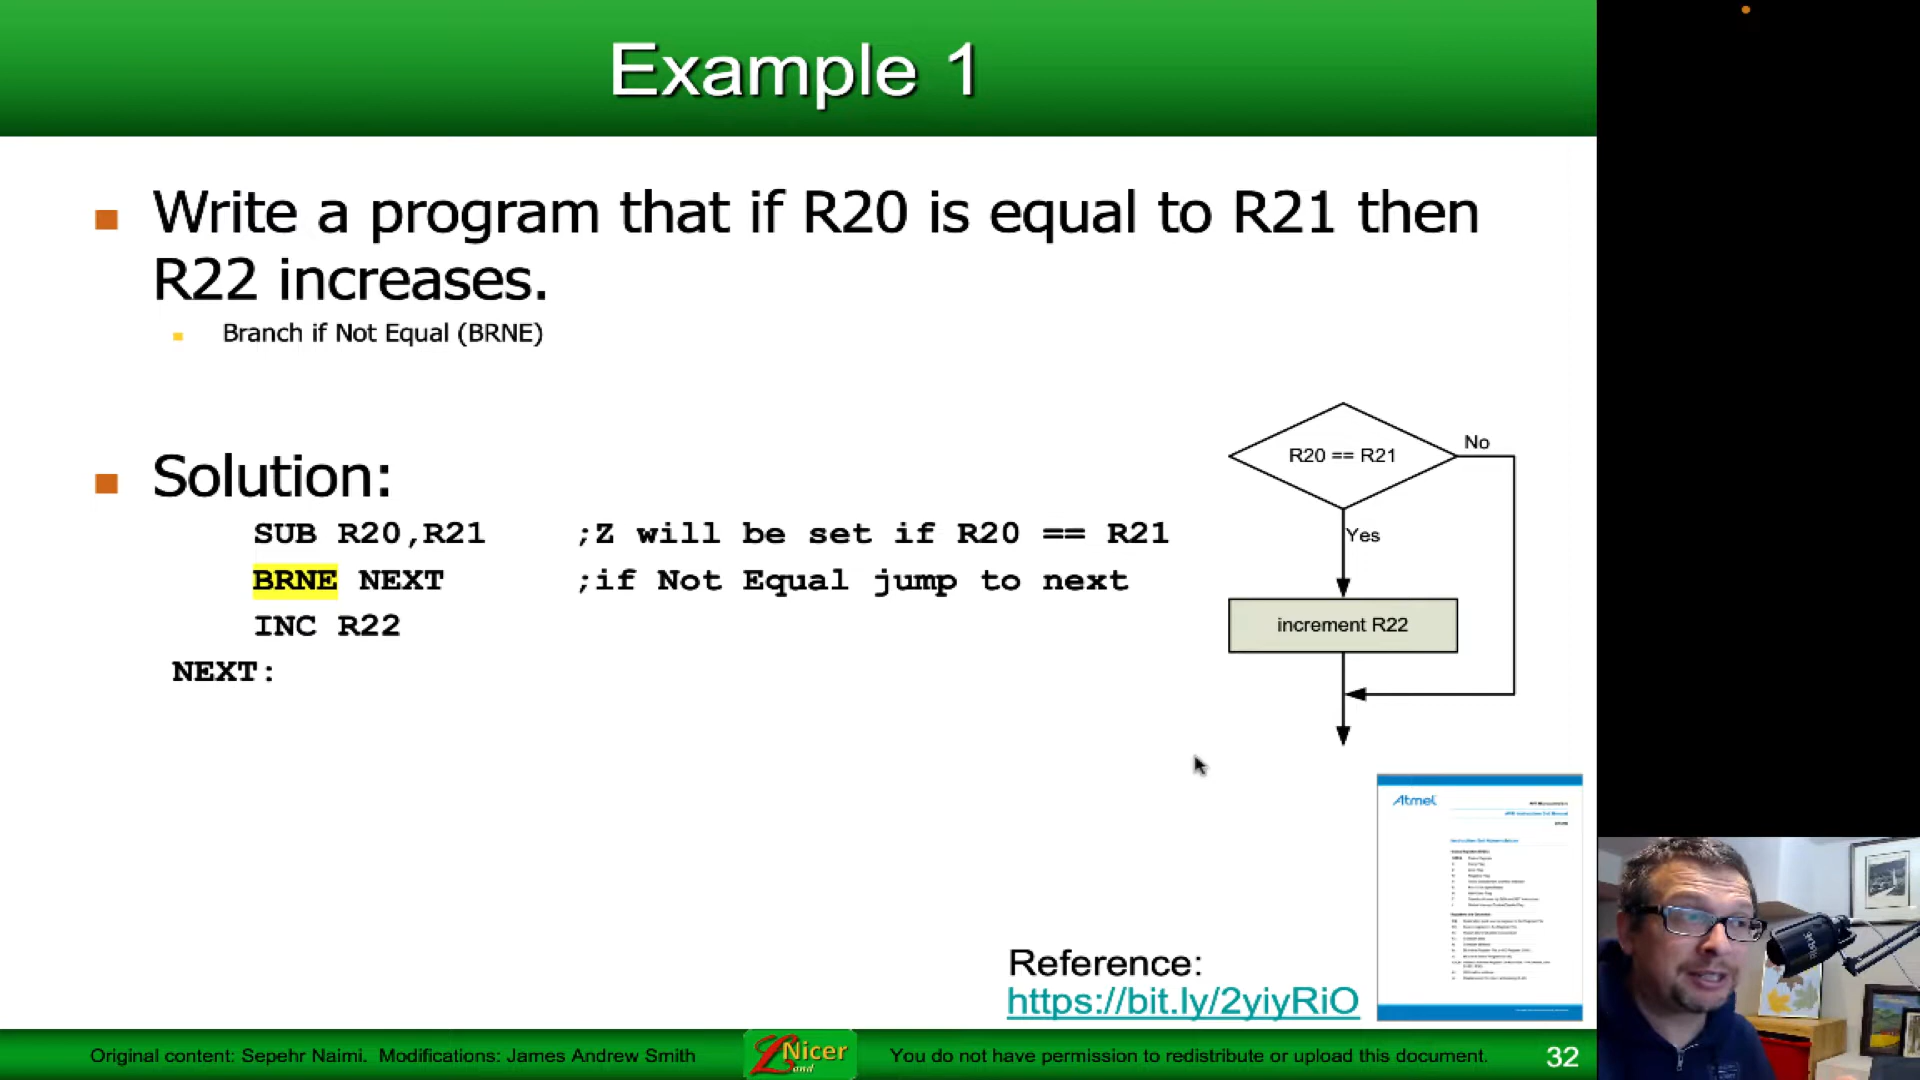 Example 1
Write a program that if R20 is equal to R21 then
R22 increases.
Branch if Not Equal (BRNE)
Solution:
SUB R20,R21 ;Z will be set if R20 == R21
BRNE NEXT ;if Not Equal jump to next
INC R22
NEXT:
R20 == R21
No
Yes
increment R22
Atmel
Reference:
https://bit.ly/2yiyRiO
Original content: Sepehr Naimi. Modifications: James Andrew Smith
Nicer
Land
You do not have permission to redistribute or upload this document.
32